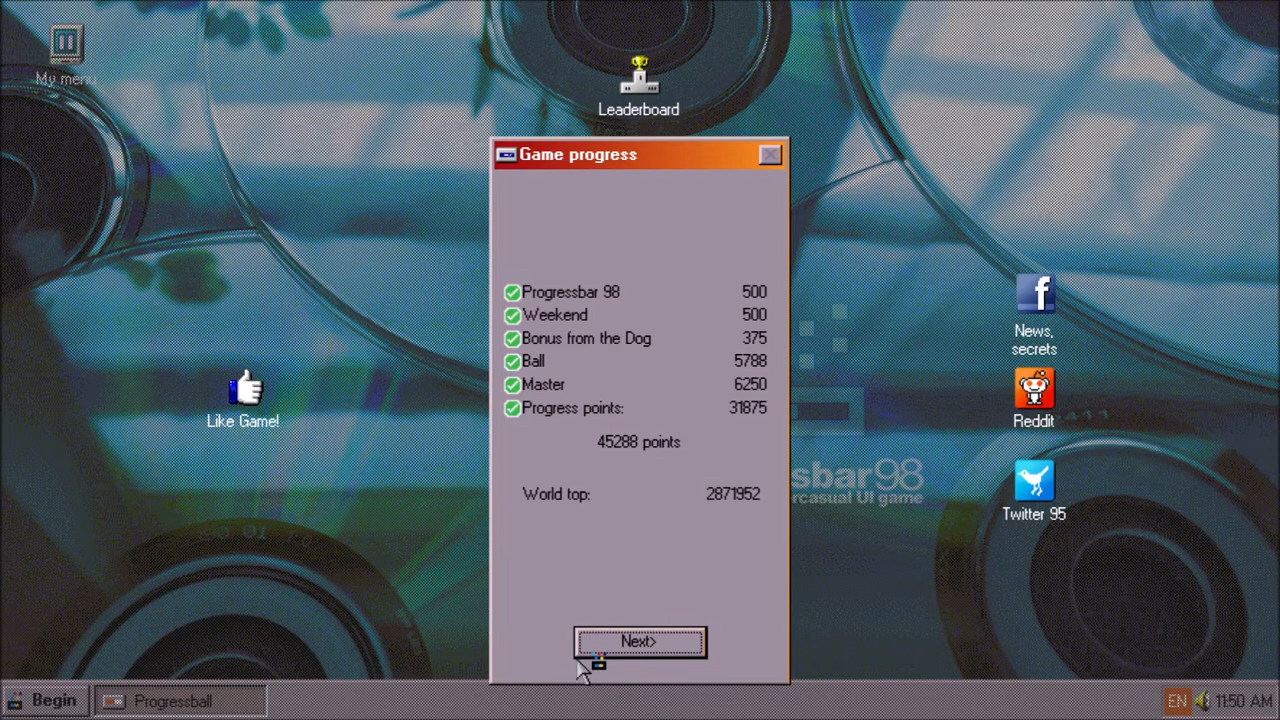 My menu
Leaderboard
Game progress
Progressbar 98 500
Weekend 500
Bonus from the Dog 375
Ball 5788
Master 6250
Progress points: 31875
45288 points
World top: 2871952
Next>
Like Game!
News,
secrets
Reddit
Twitter 95
sbar98
rcasual UI game
Begin
Progressball
EN
11:50 AM